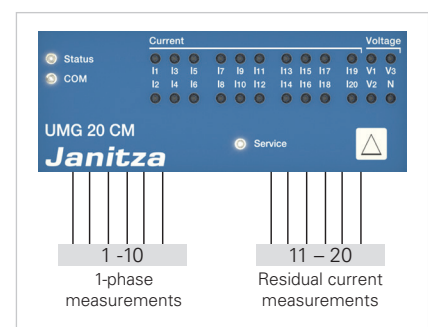 Current Voltage
Status
COM
I1 I3 I5 I7 I9 I11 I13 I15 I17 I19 V1 V3
I2 I4 I6 I8 I10 I12 I14 I16 I18 I20 V2 N
UMG 20 CM
Janitza
Service
1 -10
1-phase
measurements
11 – 20
Residual current
measurements